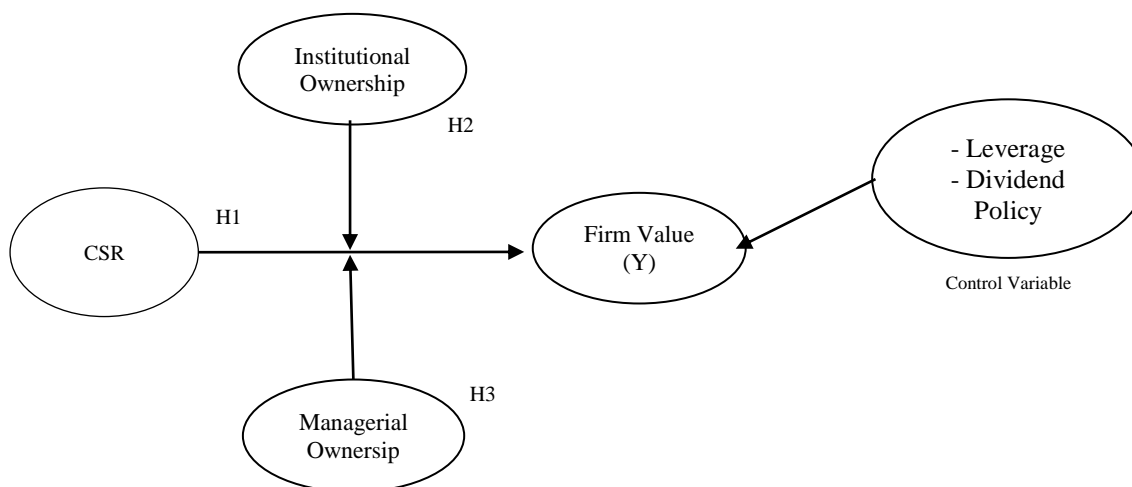 Institutional
Ownership
H2
- Leverage
- Dividend
Policy
H1
CSR
Firm Value
(Y)
Control Variable
H3
Managerial
Ownersip